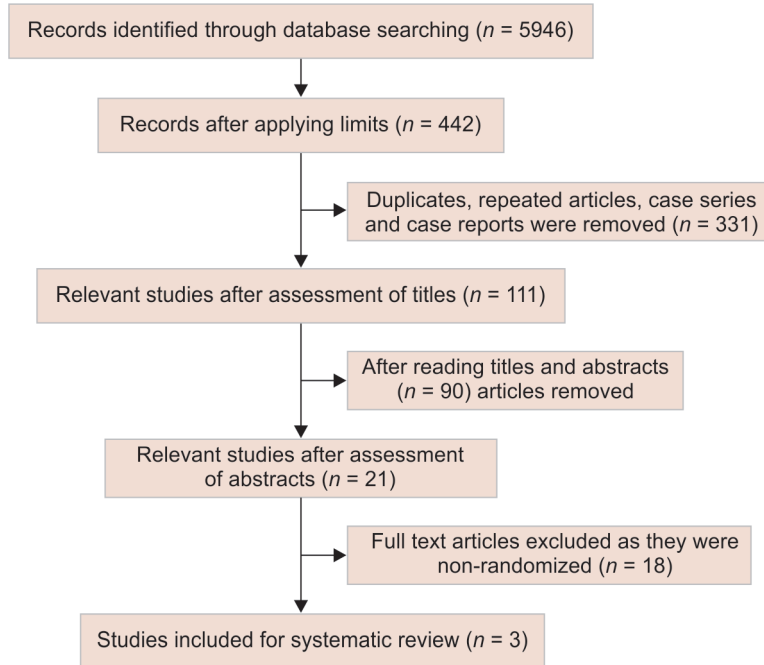 Records identified through database searching (n = 5946)
Records after applying limits (n = 442)
Duplicates, repeated articles, case series
and case reports were removed (n = 331)
Relevant studies after assessment of titles (n = 111)
After reading titles and abstracts
(n = 90) articles removed
Relevant studies after assessment
of abstracts (n = 21)
Full text articles excluded as they were
non-randomized (n = 18)
Studies included for systematic review (n = 3)